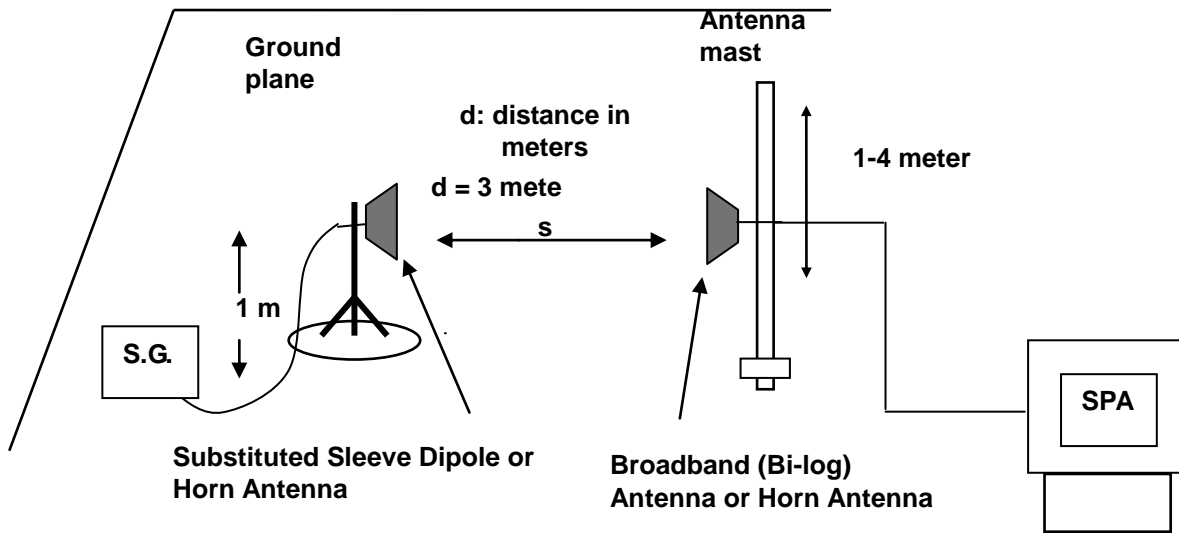 Ground
plane
Antenna
mast
d: distance in
meters
d = 3 mete
s
1-4 meter
1 m
S.G.
SPA
Substituted Sleeve Dipole or
Horn Antenna
Broadband (Bi-log)
Antenna or Horn Antenna